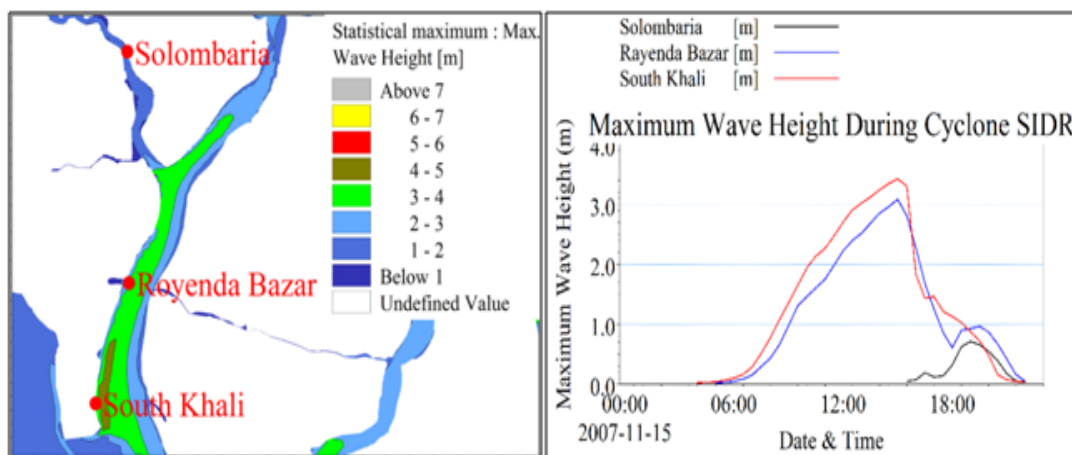 Statistical maximum : Max.
Wave Height [m]
Above 7
6 - 7
5 - 6
4 - 5
3 - 4
2 - 3
1 - 2
Below 1
Undefined Value
Solombaria
Royenda Bazar
South Khali
Solombaria [m]
Rayenda Bazar [m]
South Khali [m]
Maximum Wave Height During Cyclone SIDR
Maximum Wave Height (m)
4.0
3.0
2.0
1.0
0.0
00:00 06:00 12:00 18:00
2007-11-15
Date & Time